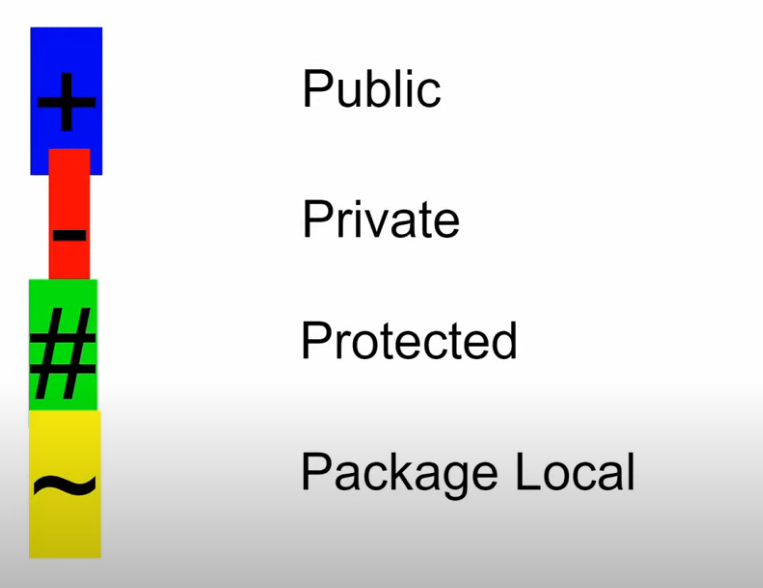 + Public
- Private
# Protected
~ Package Local